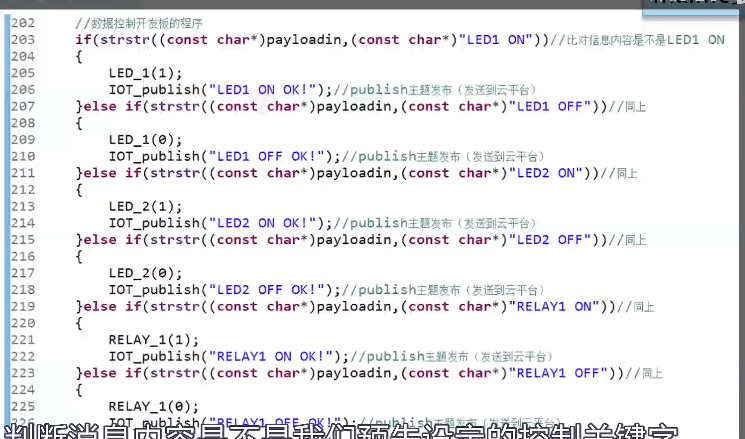 202 //数据控制开发板的程序
203 if(strstr((const char*)payloadin,(const char*)"LED1 ON"))//比对信息内容是不是LED1 ON
204 {
205 LED_1(1);
206 IOT_publish("LED1 ON OK!");//publish主题发布（发送到云平台）
207 }else if(strstr((const char*)payloadin,(const char*)"LED1 OFF"))//同上
208 {
209 LED_1(0);
210 IOT_publish("LED1 OFF OK!");//publish主题发布（发送到云平台）
211 }else if(strstr((const char*)payloadin,(const char*)"LED2 ON"))//同上
212 {
213 LED_2(1);
214 IOT_publish("LED2 ON OK!");//publish主题发布（发送到云平台）
215 }else if(strstr((const char*)payloadin,(const char*)"LED2 OFF"))//同上
216 {
217 LED_2(0);
218 IOT_publish("LED2 OFF OK!");//publish主题发布（发送到云平台）
219 }else if(strstr((const char*)payloadin,(const char*)"RELAY1 ON"))//同上
220 {
221 RELAY_1(1);
222 IOT_publish("RELAY1 ON OK!");//publish主题发布（发送到云平台）
223 }else if(strstr((const char*)payloadin,(const char*)"RELAY1 OFF"))//同上
224 {
225 RELAY_1(0);
IOT_publish("RELAY1 OFF OK!");//publish主题发布（发送到云平台）
判断消息内容是不是我们预先设定的控制关键字